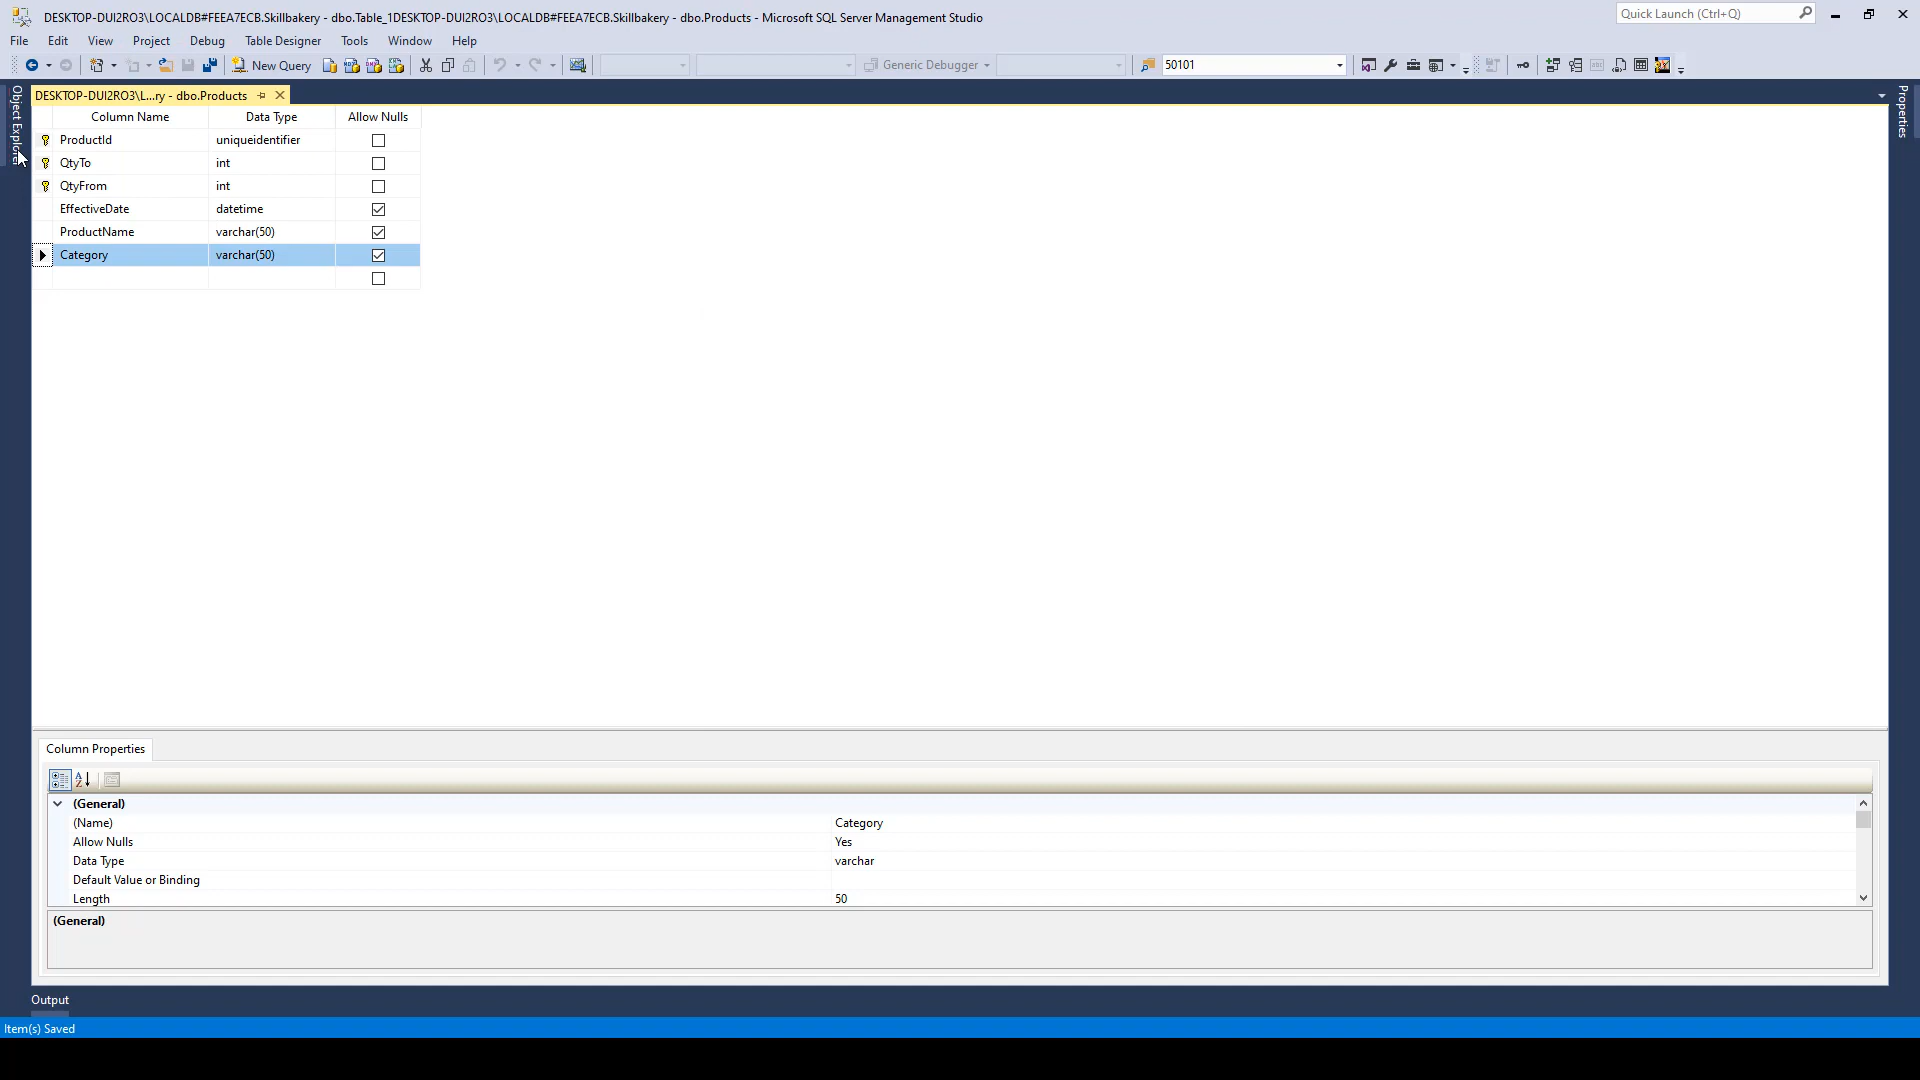 DESKTOP-DUI2RO3\LOCALDB#FEEA7ECB.Skillbakery - dbo.Table_1DESKTOP-DUI2RO3\LOCALDB#FEEA7ECB.Skillbakery - dbo.Products - Microsoft SQL Server Management Studio
Quick Launch (Ctrl+Q)
File Edit View Project Debug Table Designer Tools Window Help
New Query Generic Debugger 50101
Object Explorer
DESKTOP-DUI2RO3\L...ry - dbo.Products
Properties
Column Name Data Type Allow Nulls
ProductId uniqueidentifier
QtyTo int
QtyFrom int
EffectiveDate datetime
ProductName varchar(50)
Category varchar(50)
Column Properties
(General)
(Name) Category
Allow Nulls Yes
Data Type varchar
Default Value or Binding
Length 50
(General)
Output
Item(s) Saved